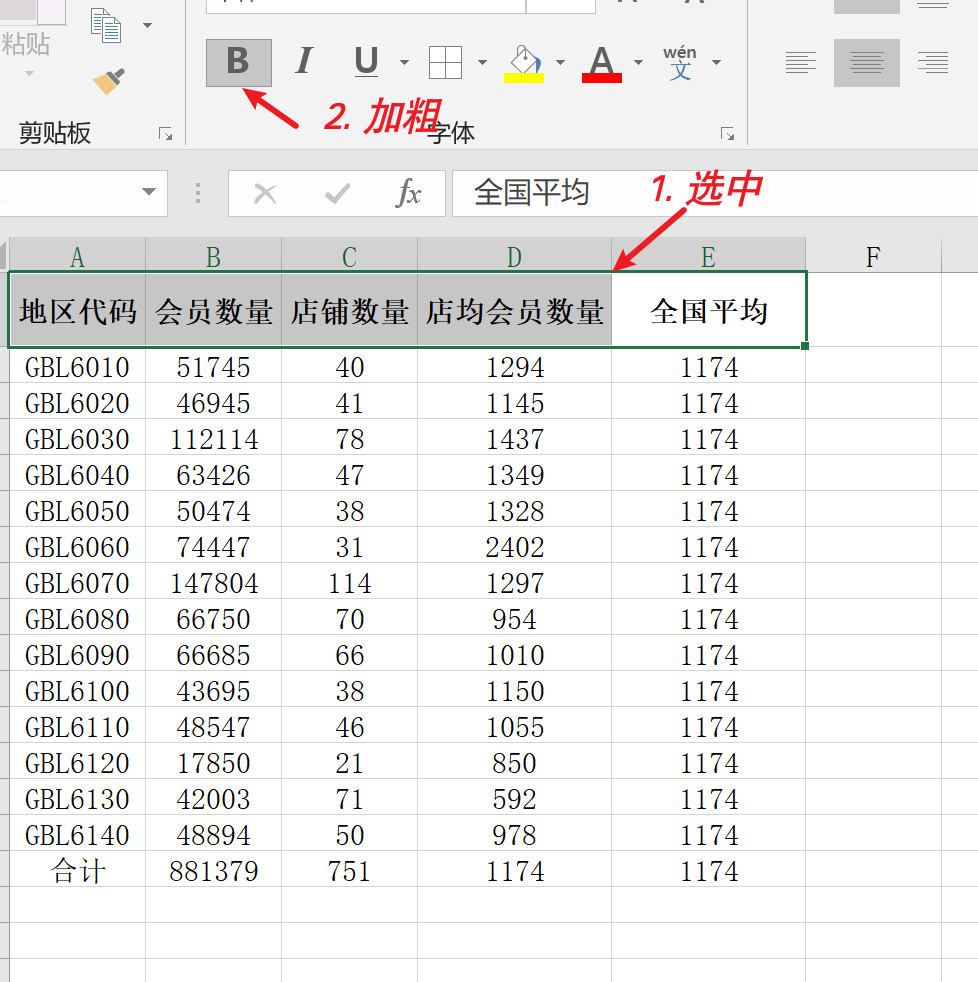 粘贴
B I U A wén
文
2. 加粗
剪贴板 字体
fx 全国平均 1. 选中
A B C D E F
地区代码 会员数量 店铺数量 店均会员数量 全国平均
GBL6010 51745 40 1294 1174
GBL6020 46945 41 1145 1174
GBL6030 112114 78 1437 1174
GBL6040 63426 47 1349 1174
GBL6050 50474 38 1328 1174
GBL6060 74447 31 2402 1174
GBL6070 147804 114 1297 1174
GBL6080 66750 70 954 1174
GBL6090 66685 66 1010 1174
GBL6100 43695 38 1150 1174
GBL6110 48547 46 1055 1174
GBL6120 17850 21 850 1174
GBL6130 42003 71 592 1174
GBL6140 48894 50 978 1174
合计 881379 751 1174 1174